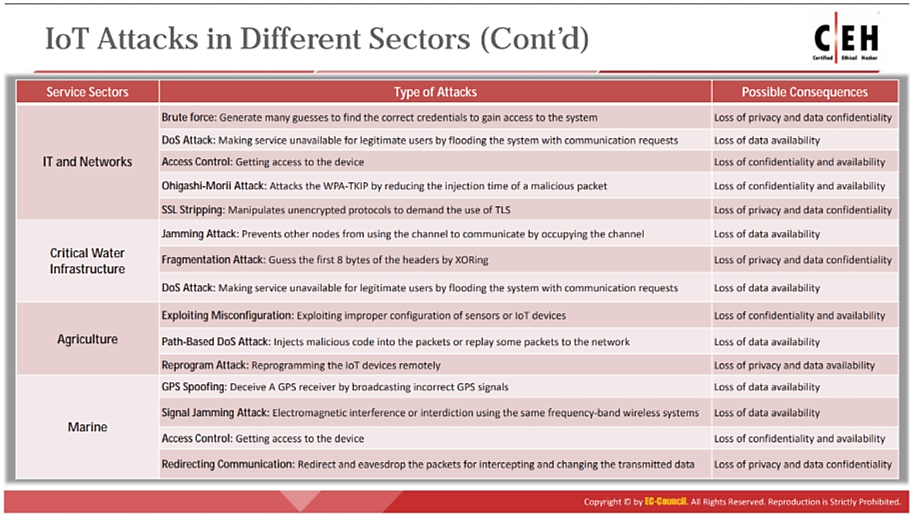 IoT Attacks in Different Sectors (Cont'd)
C|EH
Certified Ethical Hacker
Service Sectors Type of Attacks Possible Consequences
IT and Networks
Brute force: Generate many guesses to find the correct credentials to gain access to the system Loss of privacy and data confidentiality
DoS Attack: Making service unavailable for legitimate users by flooding the system with communication requests Loss of data availability
Access Control: Getting access to the device Loss of confidentiality and availability
Ohigashi-Morii Attack: Attacks the WPA-TKIP by reducing the injection time of a malicious packet Loss of confidentiality and availability
SSL Stripping: Manipulates unencrypted protocols to demand the use of TLS Loss of privacy and data confidentiality
Critical Water
Infrastructure
Jamming Attack: Prevents other nodes from using the channel to communicate by occupying the channel Loss of data availability
Fragmentation Attack: Guess the first 8 bytes of the headers by XORing Loss of privacy and data confidentiality
DoS Attack: Making service unavailable for legitimate users by flooding the system with communication requests Loss of data availability
Agriculture
Exploiting Misconfiguration: Exploiting improper configuration of sensors or IoT devices Loss of confidentiality and availability
Path-Based DoS Attack: Injects malicious code into the packets or replay some packets to the network Loss of data availability
Reprogram Attack: Reprogramming the IoT devices remotely Loss of privacy and data availability
Marine
GPS Spoofing: Deceive A GPS receiver by broadcasting incorrect GPS signals Loss of data availability
Signal Jamming Attack: Electromagnetic interference or interdiction using the same frequency-band wireless systems Loss of data availability
Access Control: Getting access to the device Loss of confidentiality and availability
Redirecting Communication: Redirect and eavesdrop the packets for intercepting and changing the transmitted data Loss of privacy and data confidentiality
Copyright © by EC-Council. All Rights Reserved. Reproduction is Strictly Prohibited.